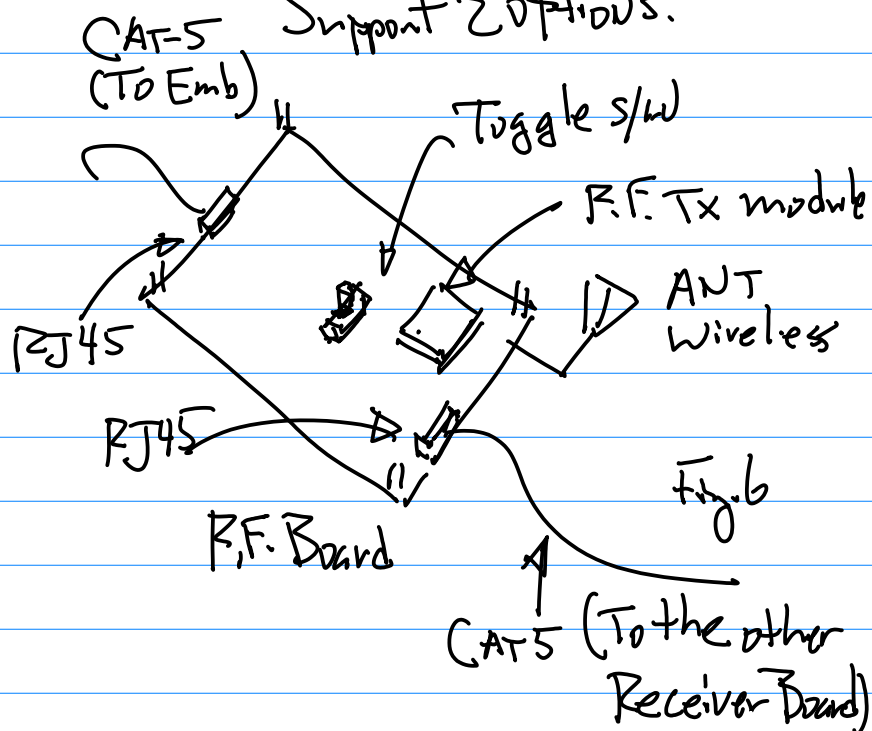 Support 2 options.
CAT-5
(To Emb)
Toggle S/W
R.F. Tx module
ANT
wireless
RJ45
RJ45
Fig.6
R.F. Board
CAT5 (To the other
Receiver Board)